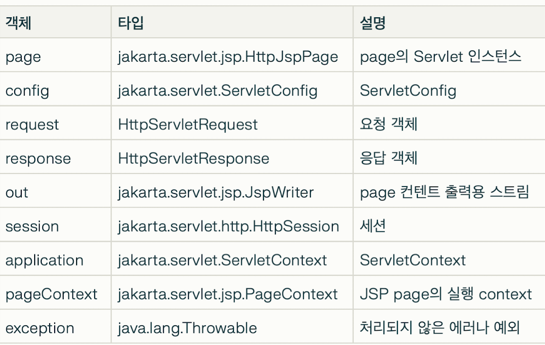 객체 타입 설명
page jakarta.servlet.jsp.HttpJspPage page의 Servlet 인스턴스
config jakarta.servlet.ServletConfig ServletConfig
request HttpServletRequest 요청 객체
response HttpServletResponse 응답 객체
out jakarta.servlet.jsp.JspWriter page 컨텐트 출력용 스트림
session jakarta.servlet.http.HttpSession 세션
application jakarta.servlet.ServletContext ServletContext
pageContext jakarta.servlet.jsp.PageContext JSP page의 실행 context
exception java.lang.Throwable 처리되지 않은 에러나 예외